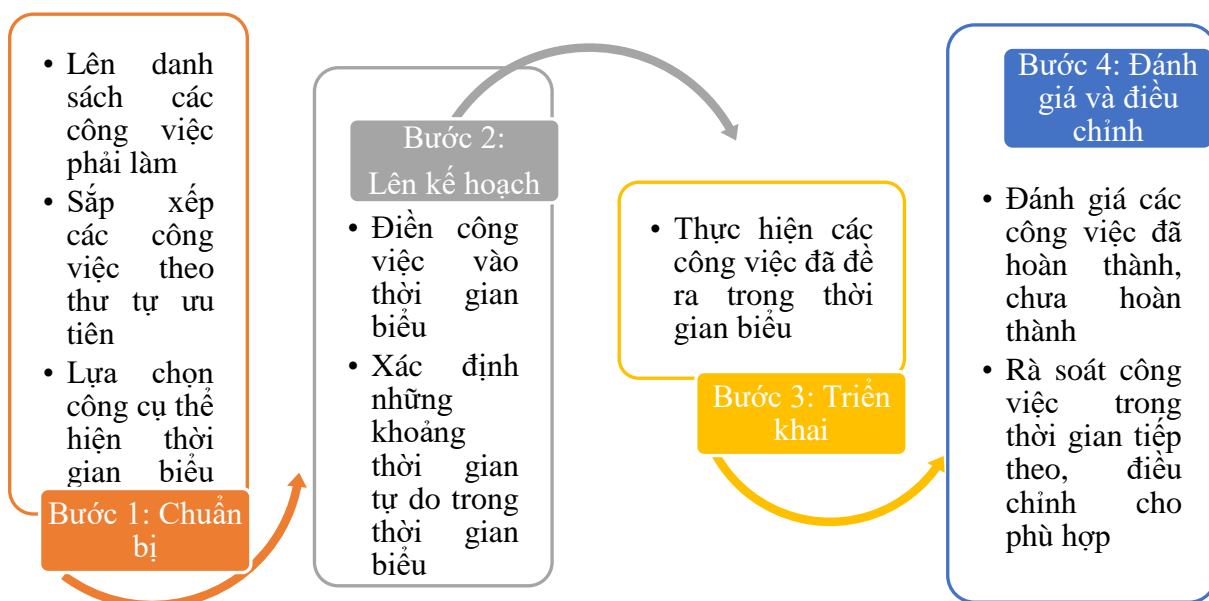 • Lên danh
sách các
công việc
phải làm
• Sắp xếp
các công
việc theo
thư tự ưu
tiên
• Lựa chọn
công cụ thể
hiện thời
gian biểu
Bước 1: Chuẩn
bị
Bước 2:
Lên kế hoạch
• Điền công
việc vào
thời gian
biểu
• Xác định
những
khoảng
thời gian
tự do trong
thời gian
biểu
• Thực hiện các
công việc đã đề
ra trong thời
gian biểu
Bước 3: Triển
khai
Bước 4: Đánh
giá và điều
chỉnh
• Đánh giá các
công việc đã
hoàn thành,
chưa hoàn
thành
• Rà soát công
việc trong
thời gian tiếp
theo, điều
chỉnh cho
phù hợp